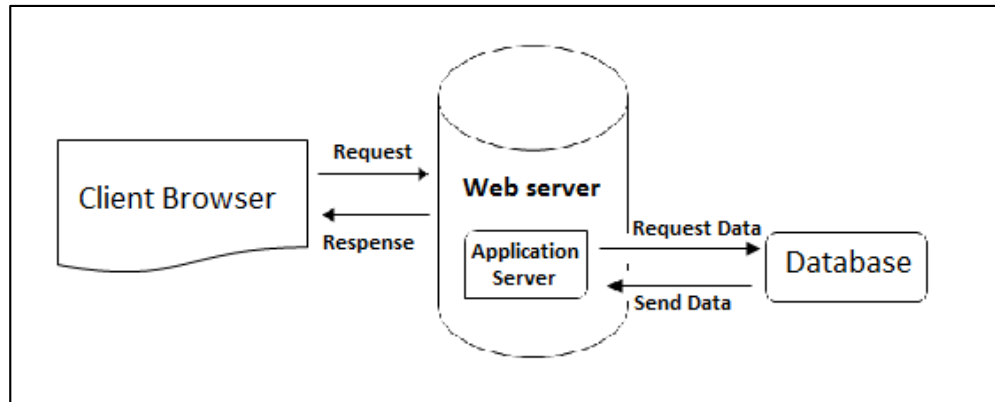 Client Browser
Request
Respense
Web server
Application
Server
Request Data
Send Data
Database